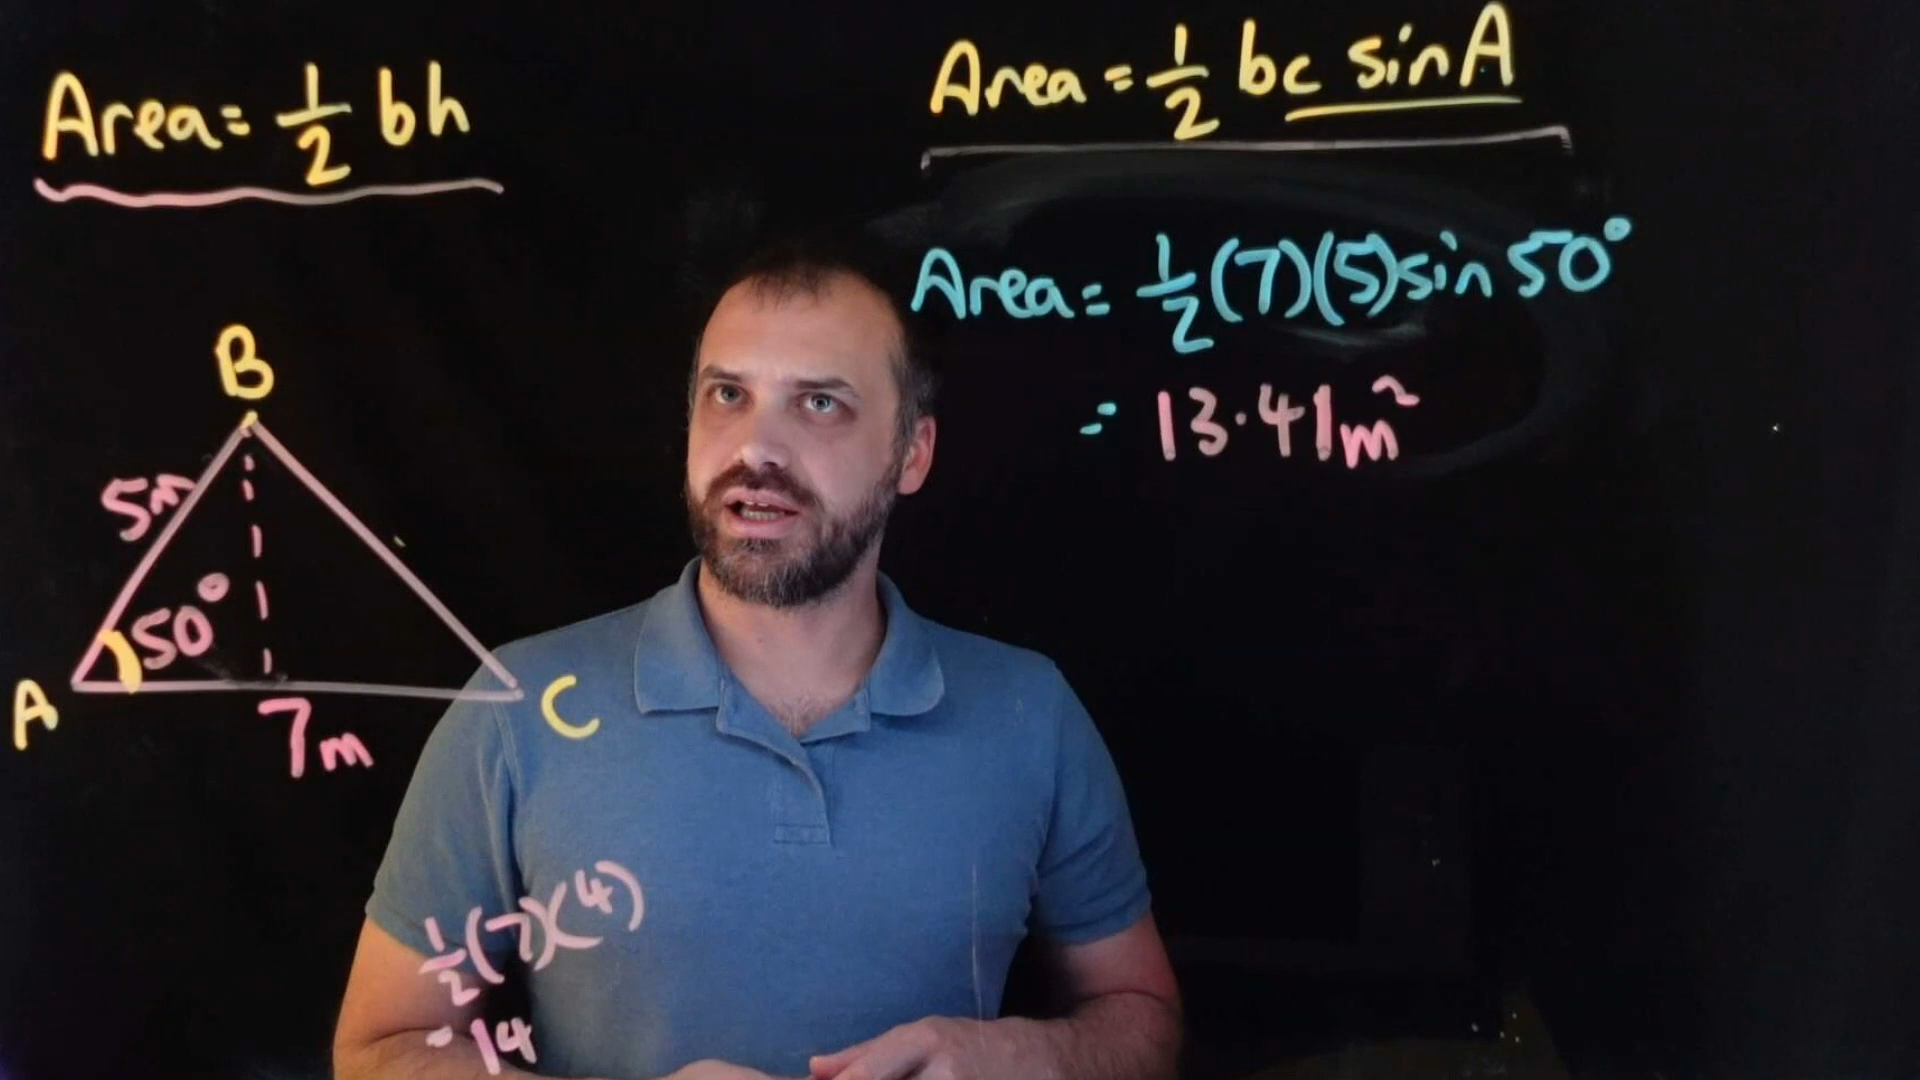 Area = 1/2 bh
B
5m
50°
A
7m
C
1/2 (7)(4)
= 14
Area = 1/2 bc sin A
Area = 1/2 (7)(5) sin 50°
= 13.41m²